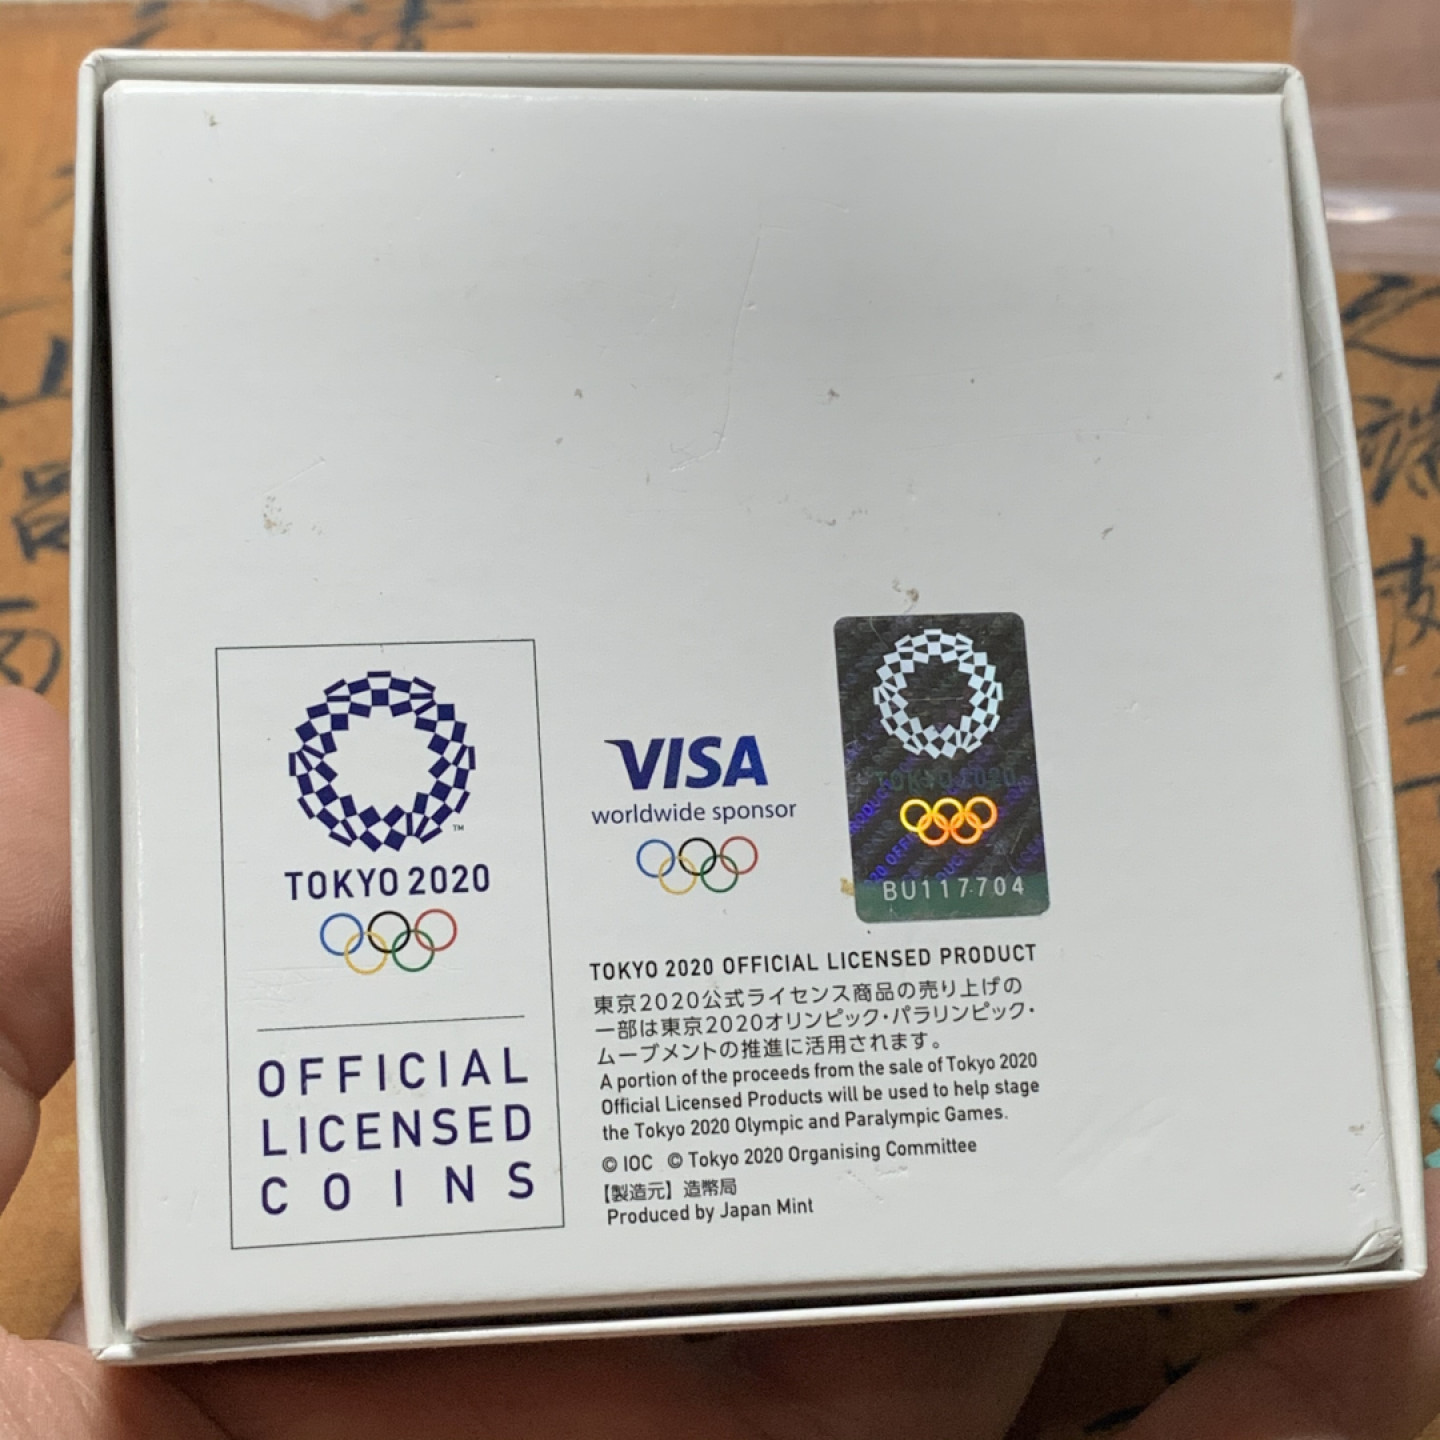 TOKYO 2020
OFFICIAL
LICENSED
COINS
VISA
worldwide sponsor
TOKYO 2020
BU117704
TOKYO 2020 OFFICIAL LICENSED PRODUCT
東京2020公式ライセンス商品の売り上げの
一部は東京2020オリンピック・パラリンピック・
ムーブメントの推進に活用されます。
A portion of the proceeds from the sale of Tokyo 2020
Official Licensed Products will be used to help stage
the Tokyo 2020 Olympic and Paralympic Games.
© IOC © Tokyo 2020 Organising Committee
【製造元】造幣局
Produced by Japan Mint
TM
品
而
之
端